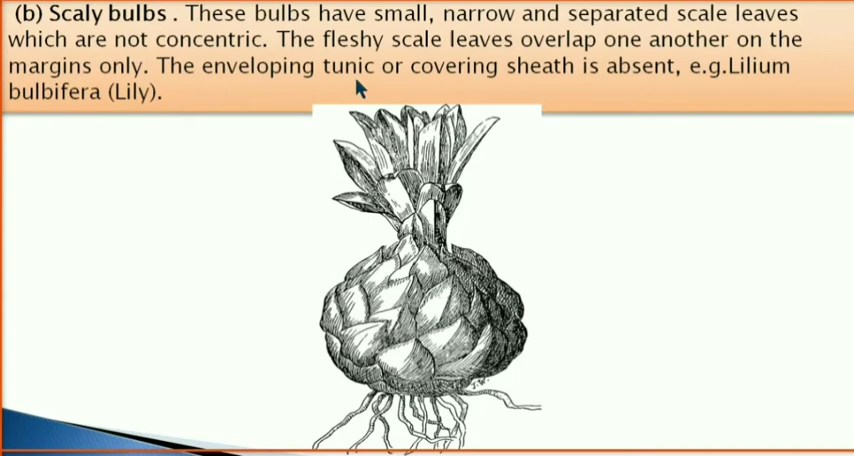 (b) Scaly bulbs . These bulbs have small, narrow and separated scale leaves
which are not concentric. The fleshy scale leaves overlap one another on the
margins only. The enveloping tunic or covering sheath is absent, e.g.Lilium
bulbifera (Lily).